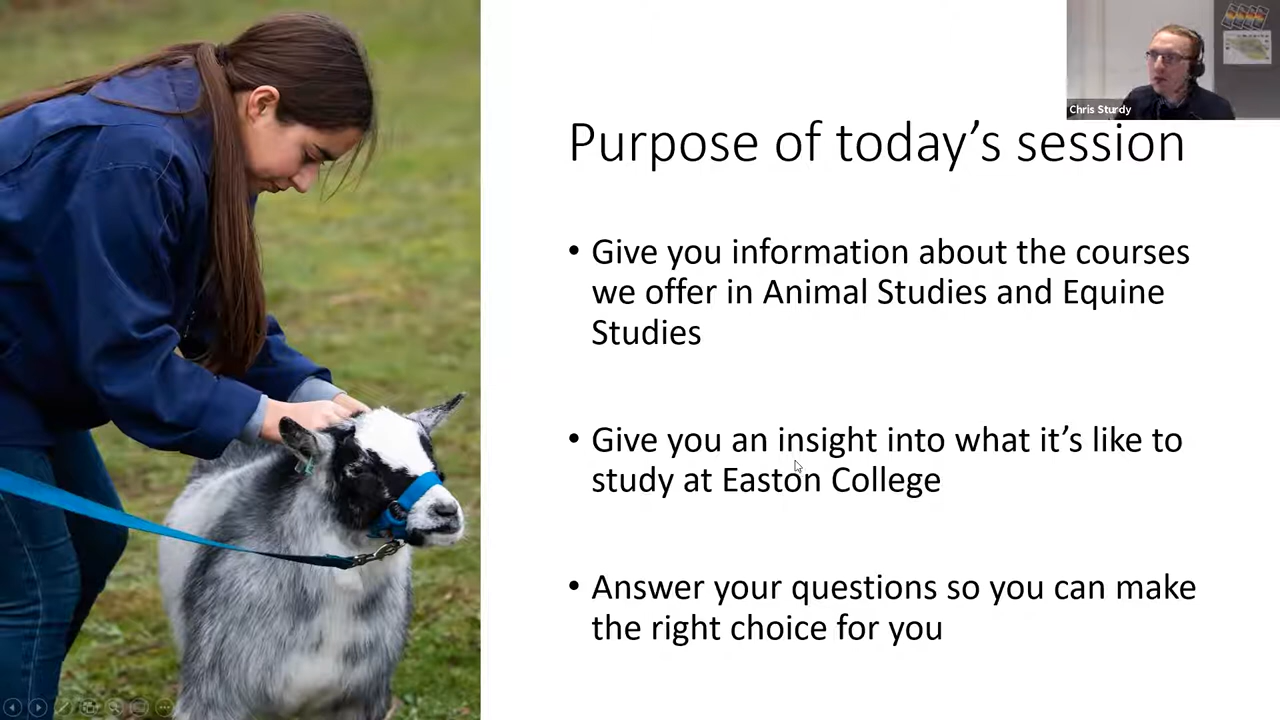 Chris Sturdy
Purpose of today’s session
• Give you information about the courses
we offer in Animal Studies and Equine
Studies
• Give you an insight into what it’s like to
study at Easton College
• Answer your questions so you can make
the right choice for you